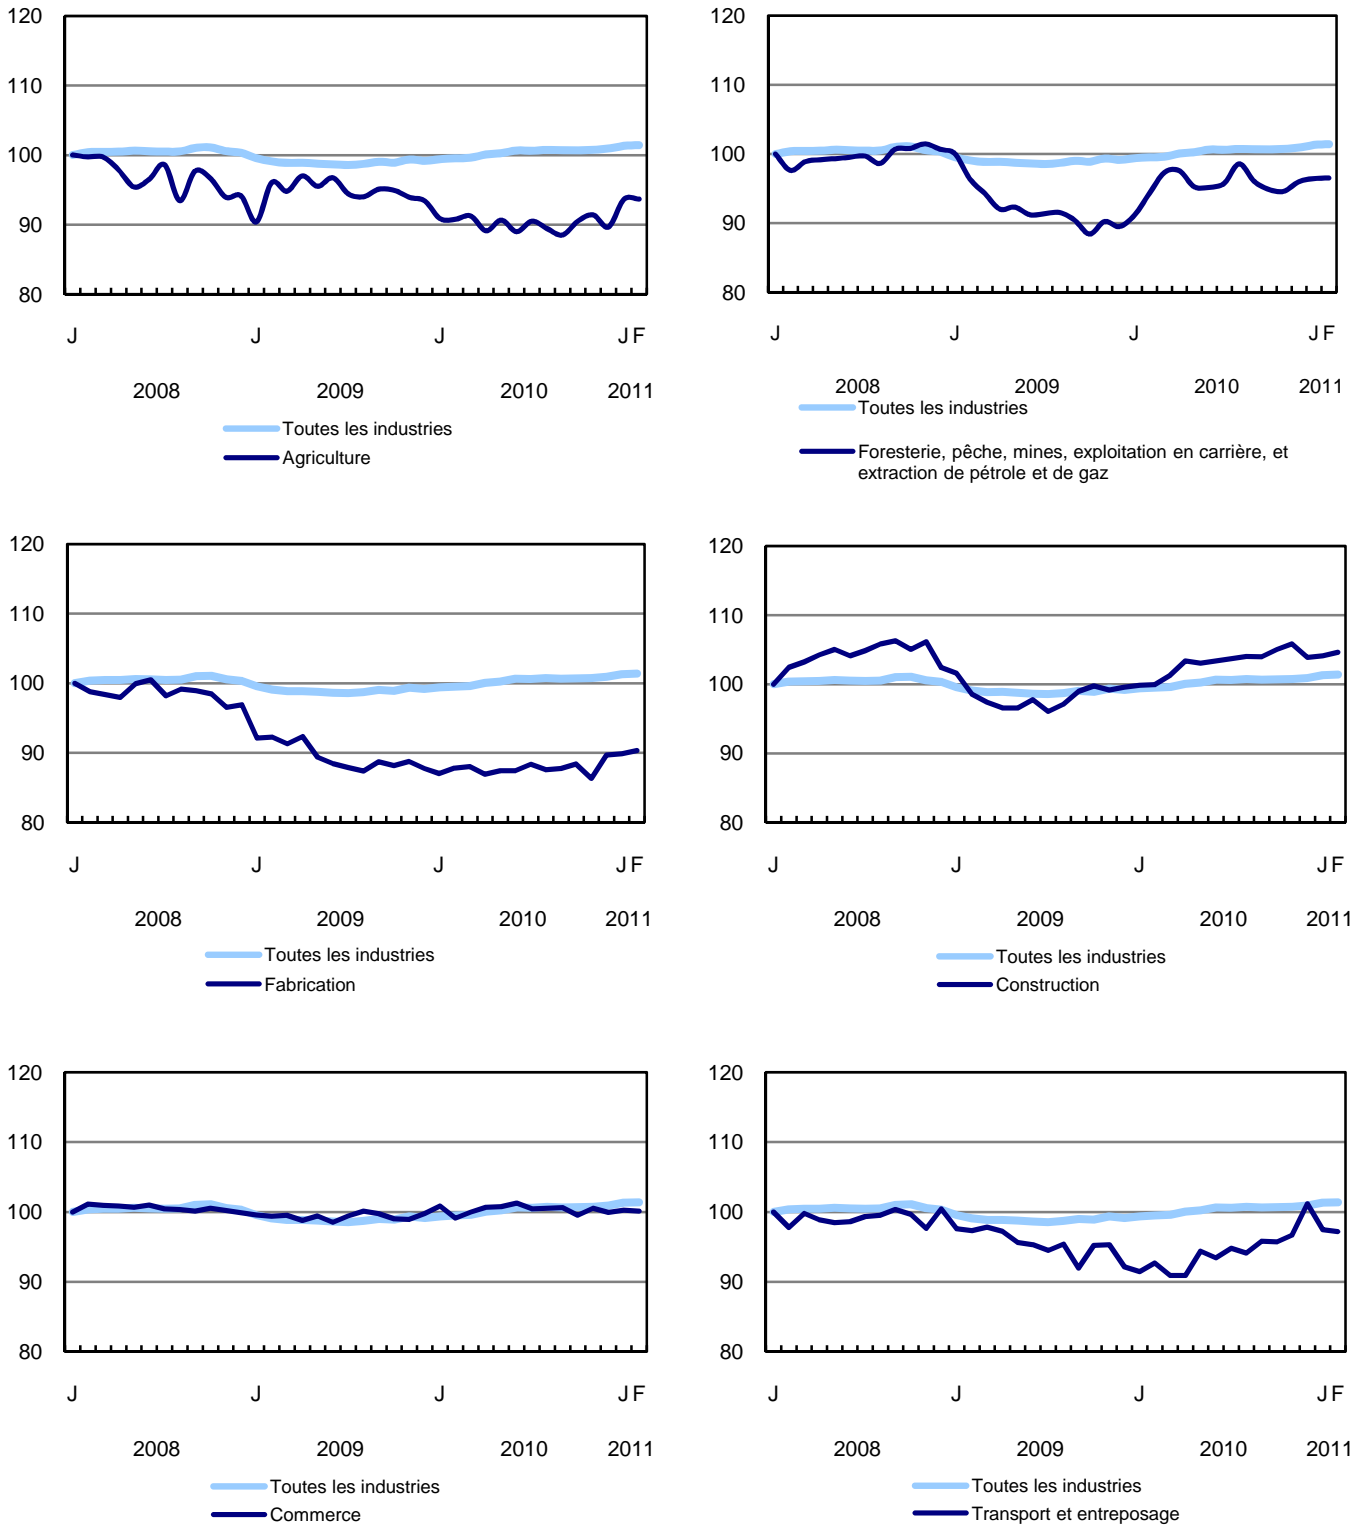 120
110
100
90
80
J J J J F
2008 2009 2010 2011
Toutes les industries
Agriculture
120
110
100
90
80
J J J J F
2008 2009 2010 2011
Toutes les industries
Foresterie, pêche, mines, exploitation en carrière, et
extraction de pétrole et de gaz
120
110
100
90
80
J J J J F
2008 2009 2010 2011
Toutes les industries
Fabrication
120
110
100
90
80
J J J J F
2008 2009 2010 2011
Toutes les industries
Construction
120
110
100
90
80
J J J J F
2008 2009 2010 2011
Toutes les industries
Commerce
120
110
100
90
80
J J J J F
2008 2009 2010 2011
Toutes les industries
Transport et entreposage